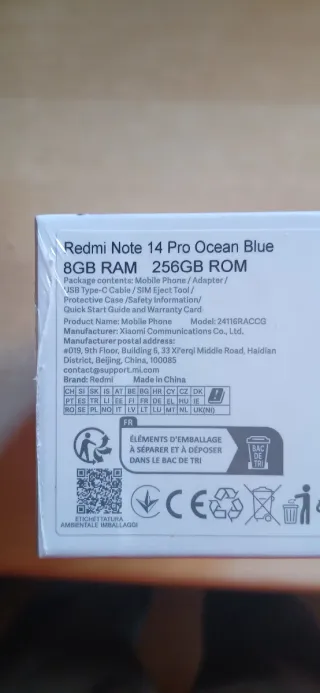 Redmi Note 14 Pro Ocean Blue
8GB RAM 256GB ROM
Package contents: Mobile Phone / Adapter /
USB Type-C Cable / SIM Eject Tool /
Protective Case /Safety Information/
Quick Start Guide and Warranty Card
Product Name: Mobile Phone Model: 24116RACCG
Manufacturer: Xiaomi Communications Co., Ltd.
Manufacturer postal address:
#019, 9th Floor, Building 6, 33 Xi'erqi Middle Road, Haidian
District, Beijing, China, 100085
contact@support.mi.com
Brand: Redmi Made in China
CH SI SK IS AT BE BG HR CY CZ DK
PT ES TR LI EE FI FR DE EL HU IE
RO SE PL NO IT LV LT LU MT NL UK(NI)
FR
ÉLÉMENTS D'EMBALLAGE
À SÉPARER ET À DÉPOSER
DANS LE BAC DE TRI
BAC
DE
TRI
CE
ETICHETTATURA
AMBIENTALE IMBALLAGGI